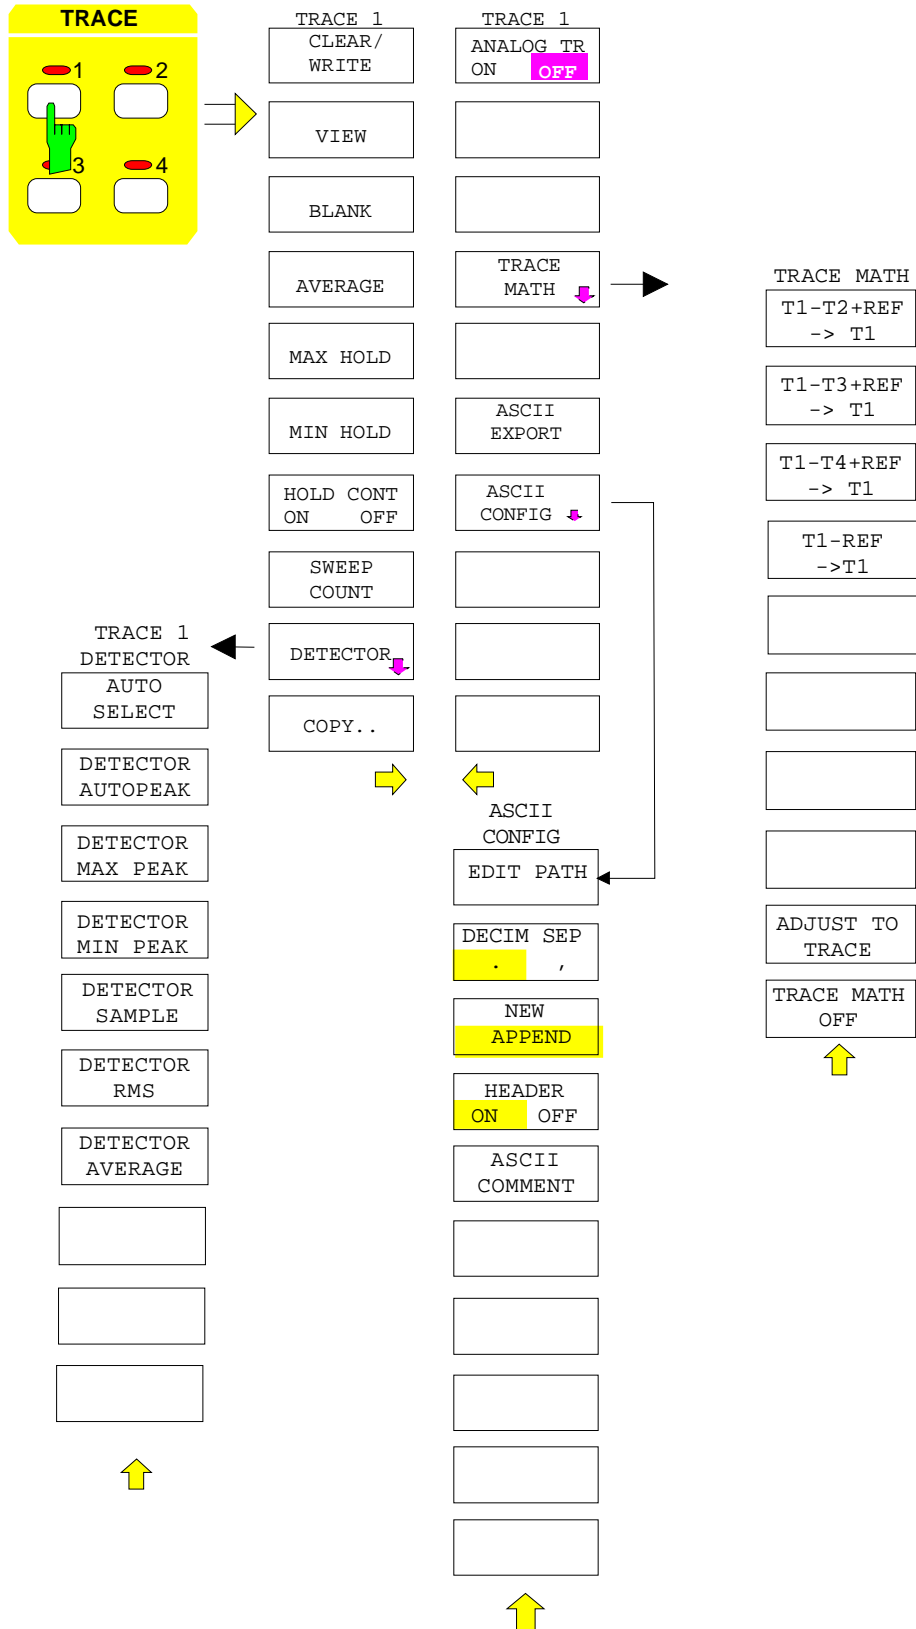 TRACE
1
2
3
4
TRACE 1
CLEAR/
WRITE
VIEW
BLANK
AVERAGE
MAX HOLD
MIN HOLD
HOLD CONT
ON OFF
SWEEP
COUNT
DETECTOR
COPY..
TRACE 1
ANALOG TR
ON OFF
TRACE
MATH
ASCII
EXPORT
ASCII
CONFIG
TRACE MATH
T1-T2+REF
-> T1
T1-T3+REF
-> T1
T1-T4+REF
-> T1
T1-REF
->T1
ADJUST TO
TRACE
TRACE MATH
OFF
TRACE 1
DETECTOR
AUTO
SELECT
DETECTOR
AUTOPEAK
DETECTOR
MAX PEAK
DETECTOR
MIN PEAK
DETECTOR
SAMPLE
DETECTOR
RMS
DETECTOR
AVERAGE
ASCII
CONFIG
EDIT PATH
DECIM SEP
. ,
NEW
APPEND
HEADER
ON OFF
ASCII
COMMENT